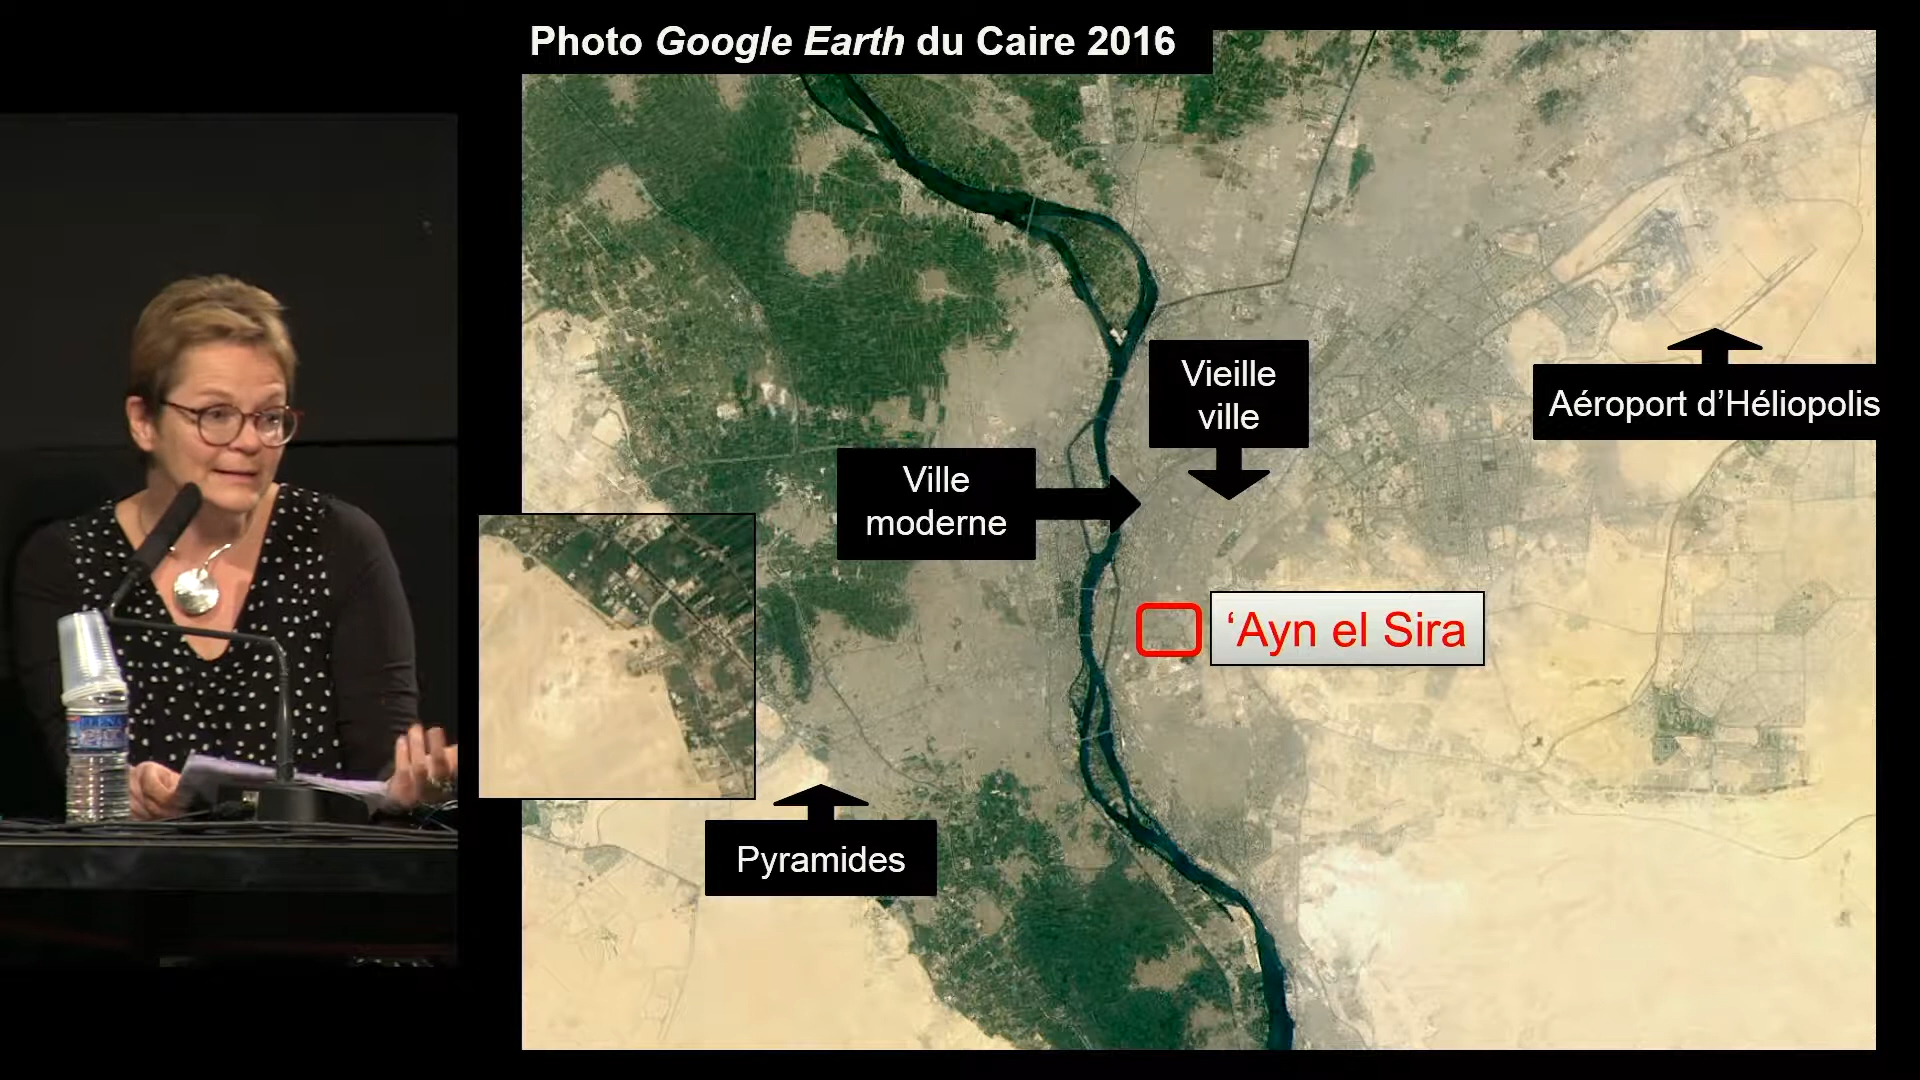 Photo Google Earth du Caire 2016
Vieille
ville
Aéroport d’Héliopolis
Ville
moderne
‘Ayn el Sira
Pyramides